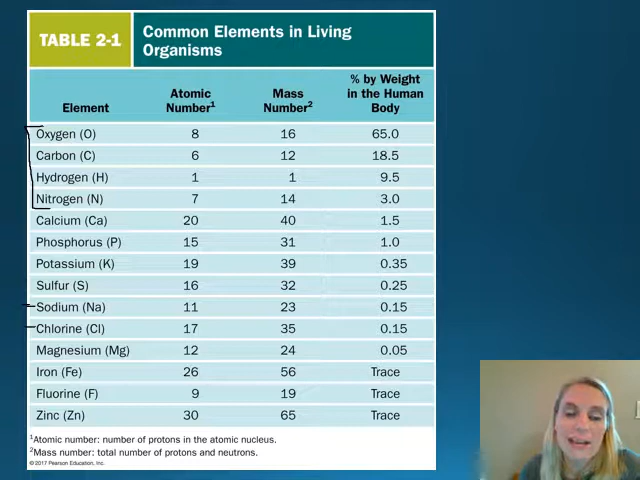 TABLE 2-1
Common Elements in Living
Organisms
Element
Atomic
Number1
Mass
Number2
% by Weight
in the Human
Body
Oxygen (O) 8 16 65.0
Carbon (C) 6 12 18.5
Hydrogen (H) 1 1 9.5
Nitrogen (N) 7 14 3.0
Calcium (Ca) 20 40 1.5
Phosphorus (P) 15 31 1.0
Potassium (K) 19 39 0.35
Sulfur (S) 16 32 0.25
Sodium (Na) 11 23 0.15
Chlorine (Cl) 17 35 0.15
Magnesium (Mg) 12 24 0.05
Iron (Fe) 26 56 Trace
Fluorine (F) 9 19 Trace
Zinc (Zn) 30 65 Trace
1Atomic number: number of protons in the atomic nucleus.
2Mass number: total number of protons and neutrons.
© 2017 Pearson Education, Inc.